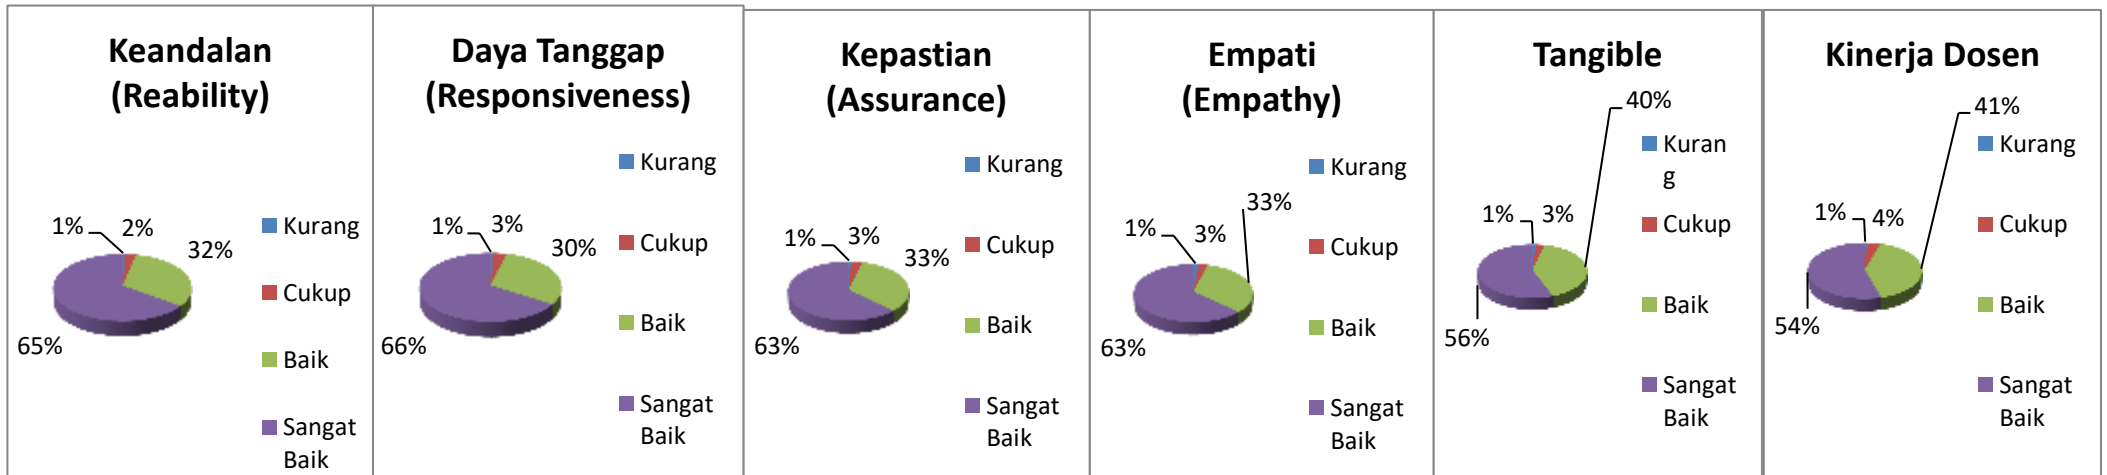 Keandalan
(Reability)
1%
2%
32%
65%
Kurang
Cukup
Baik
Sangat
Baik
Daya Tanggap
(Responsiveness)
1%
3%
30%
66%
Kurang
Cukup
Baik
Sangat
Baik
Kepastian
(Assurance)
1%
3%
33%
63%
Kurang
Cukup
Baik
Sangat
Baik
Empati
(Empathy)
1%
3%
33%
63%
Kurang
Cukup
Baik
Sangat
Baik
Tangible
40%
1%
3%
56%
Kuran
g
Cukup
Baik
Sangat
Baik
Kinerja Dosen
41%
1%
4%
54%
Kurang
Cukup
Baik
Sangat
Baik